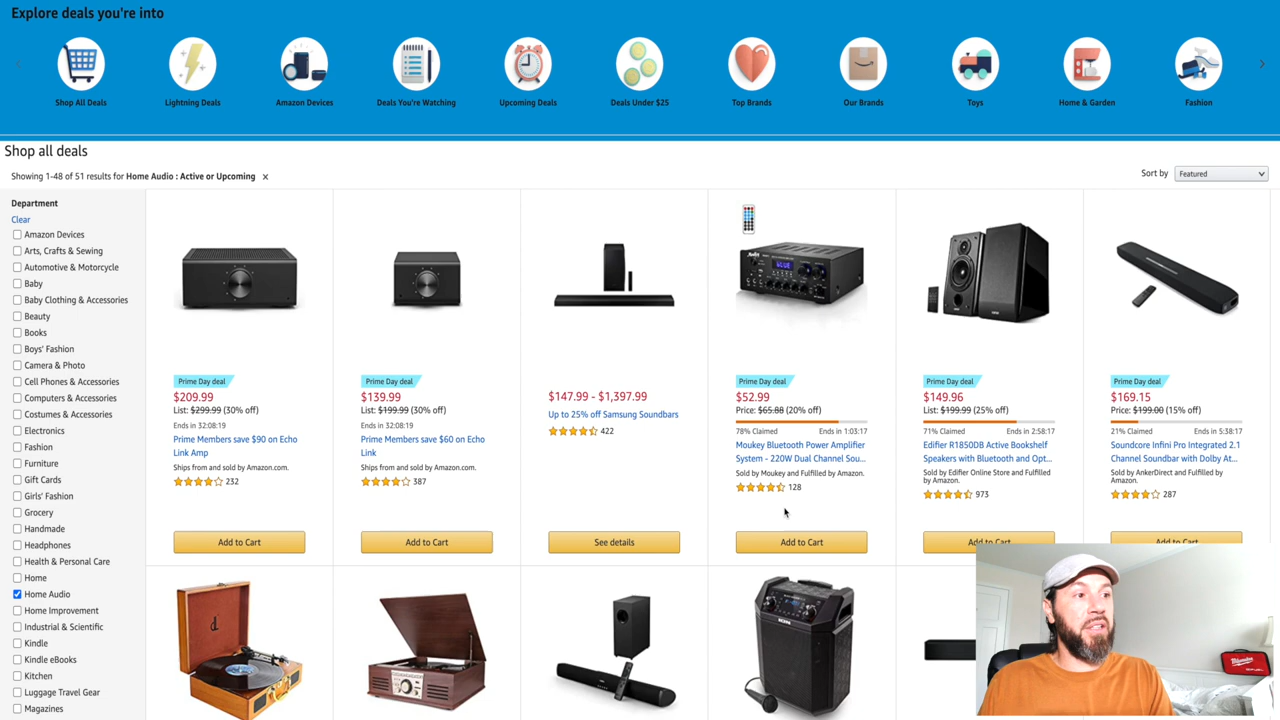 Explore deals you're into
Shop All Deals
Lightning Deals
Amazon Devices
Deals You're Watching
Upcoming Deals
Deals Under $25
Top Brands
Our Brands
Toys
Home & Garden
Fashion
Shop all deals
Showing 1-48 of 51 results for Home Audio : Active or Upcoming x
Sort by Featured
Department
Clear
Amazon Devices
Arts, Crafts & Sewing
Automotive & Motorcycle
Baby
Baby Clothing & Accessories
Beauty
Books
Boys' Fashion
Camera & Photo
Cell Phones & Accessories
Computers & Accessories
Costumes & Accessories
Electronics
Fashion
Furniture
Gift Cards
Girls' Fashion
Grocery
Handmade
Headphones
Health & Personal Care
Home
Home Audio
Home Improvement
Industrial & Scientific
Kindle
Kindle eBooks
Kitchen
Luggage Travel Gear
Magazines
Prime Day deal
$209.99
List: $299.99 (30% off)
Ends in 32:08:19
Prime Members save $90 on Echo
Link Amp
Ships from and sold by Amazon.com.
232
Add to Cart
Prime Day deal
$139.99
List: $199.99 (30% off)
Ends in 32:08:19
Prime Members save $60 on Echo
Link
Ships from and sold by Amazon.com.
387
Add to Cart
$147.99 - $1,397.99
Up to 25% off Samsung Soundbars
422
See details
Prime Day deal
$52.99
Price: $65.88 (20% off)
78% Claimed Ends in 1:03:17
Moukey Bluetooth Power Amplifier
System - 220W Dual Channel Sou...
Sold by Moukey and Fulfilled by Amazon.
128
Add to Cart
Prime Day deal
$149.96
List: $199.99 (25% off)
71% Claimed Ends in 2:58:17
Edifier R1850DB Active Bookshelf
Speakers with Bluetooth and Opt...
Sold by Edifier Online Store and Fulfilled
by Amazon.
973
Add to Cart
Prime Day deal
$169.15
Price: $199.00 (15% off)
21% Claimed Ends in 5:38:17
Soundcore Infini Pro Integrated 2.1
Channel Soundbar with Dolby At...
Sold by AnkerDirect and Fulfilled by
Amazon.
287
Add to Cart
Milwaukee